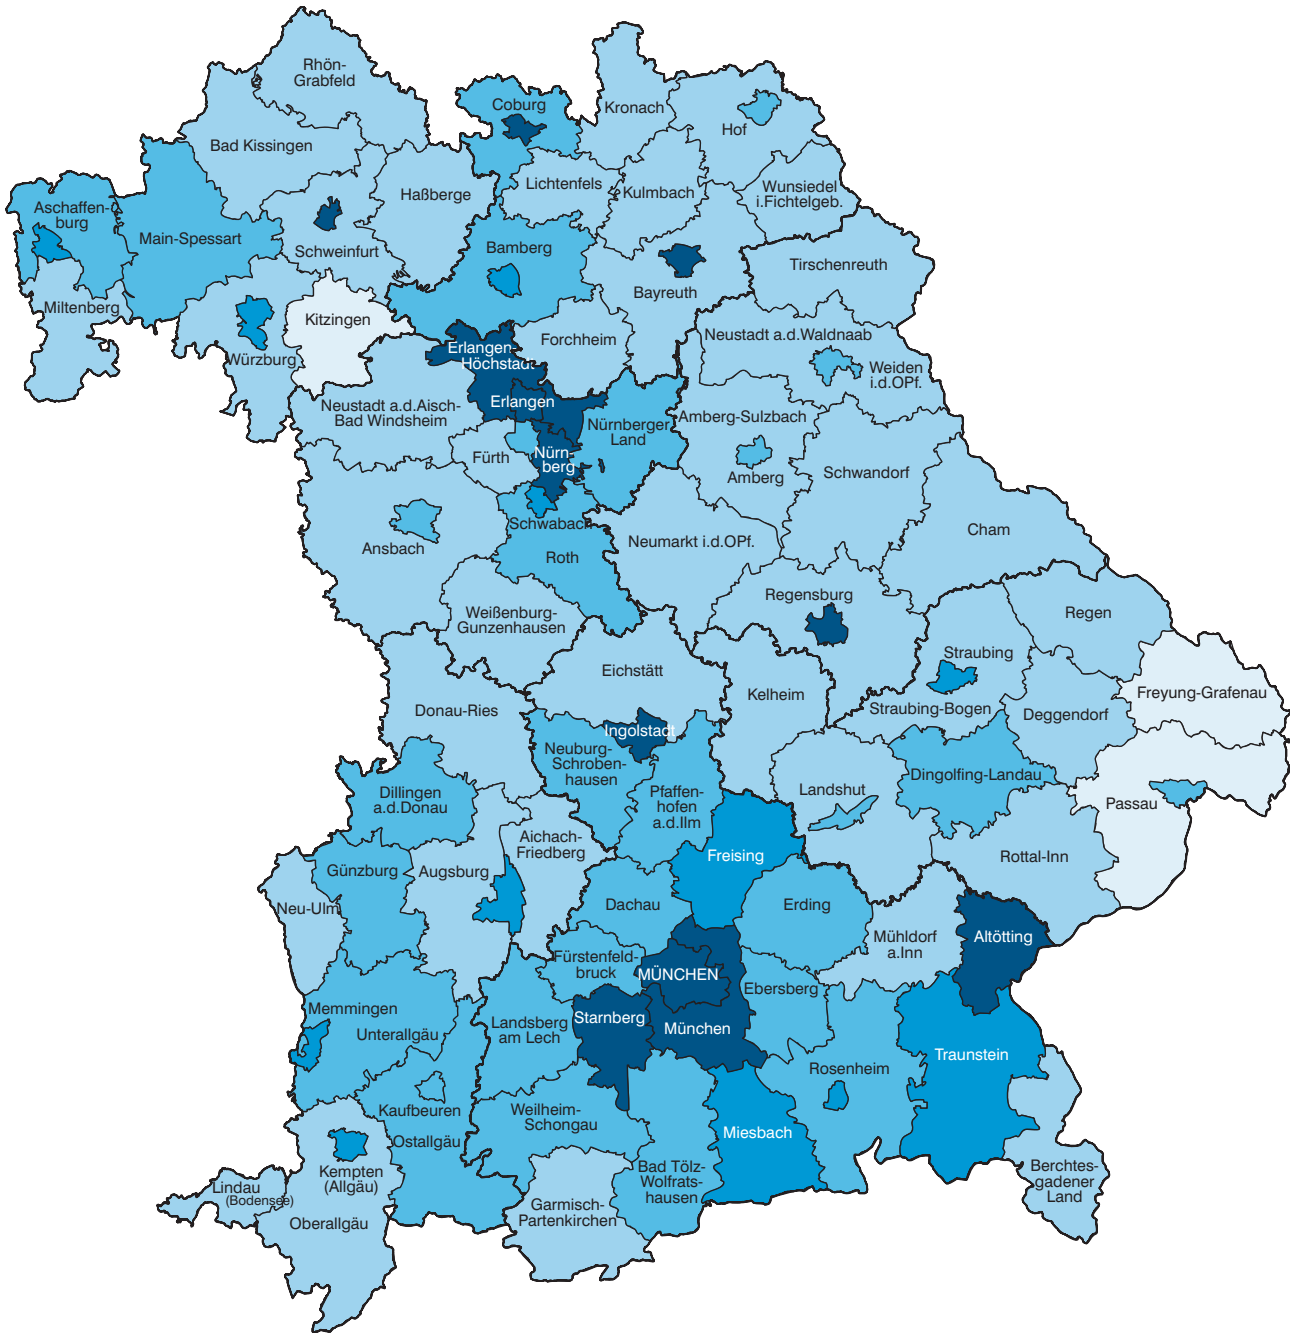 Rhön-
Grabfeld
Coburg
Kronach
Hof
Bad Kissingen
Lichtenfels
Kulmbach
Wunsiedel
i.Fichtelgeb.
Haßberge
Aschaffen-
burg
Main-Spessart
Schweinfurt
Bamberg
Tirschenreuth
Bayreuth
Miltenberg
Kitzingen
Neustadt a.d.Waldnaab
Würzburg
Erlangen-
Höchstadt
Forchheim
Weiden
i.d.OPf.
Neustadt a.d.Aisch-
Bad Windsheim
Erlangen
Nürnberger
Land
Amberg-Sulzbach
Fürth
Nürn-
berg
Amberg
Schwandorf
Ansbach
Schwabach
Roth
Neumarkt i.d.OPf.
Cham
Weißenburg-
Gunzenhausen
Regensburg
Regen
Eichstätt
Kelheim
Straubing
Freyung-Grafenau
Donau-Ries
Straubing-Bogen
Deggendorf
Ingolstadt
Neuburg-
Schroben-
hausen
Dillingen
a.d.Donau
Pfaffen-
hofen
a.d.Ilm
Landshut
Dingolfing-Landau
Passau
Aichach-
Friedberg
Freising
Rottal-Inn
Günzburg
Augsburg
Neu-Ulm
Dachau
Erding
Mühldorf
a.Inn
Altötting
Fürstenfeld-
bruck
MÜNCHEN
Ebersberg
Memmingen
Unterallgäu
Landsberg
am Lech
Starnberg
München
Traunstein
Rosenheim
Kaufbeuren
Ostallgäu
Weilheim-
Schongau
Miesbach
Kempten
(Allgäu)
Bad Tölz-
Wolfrats-
hausen
Berchtes-
gadener
Land
Lindau
(Bodensee)
Oberallgäu
Garmisch-
Partenkirchen